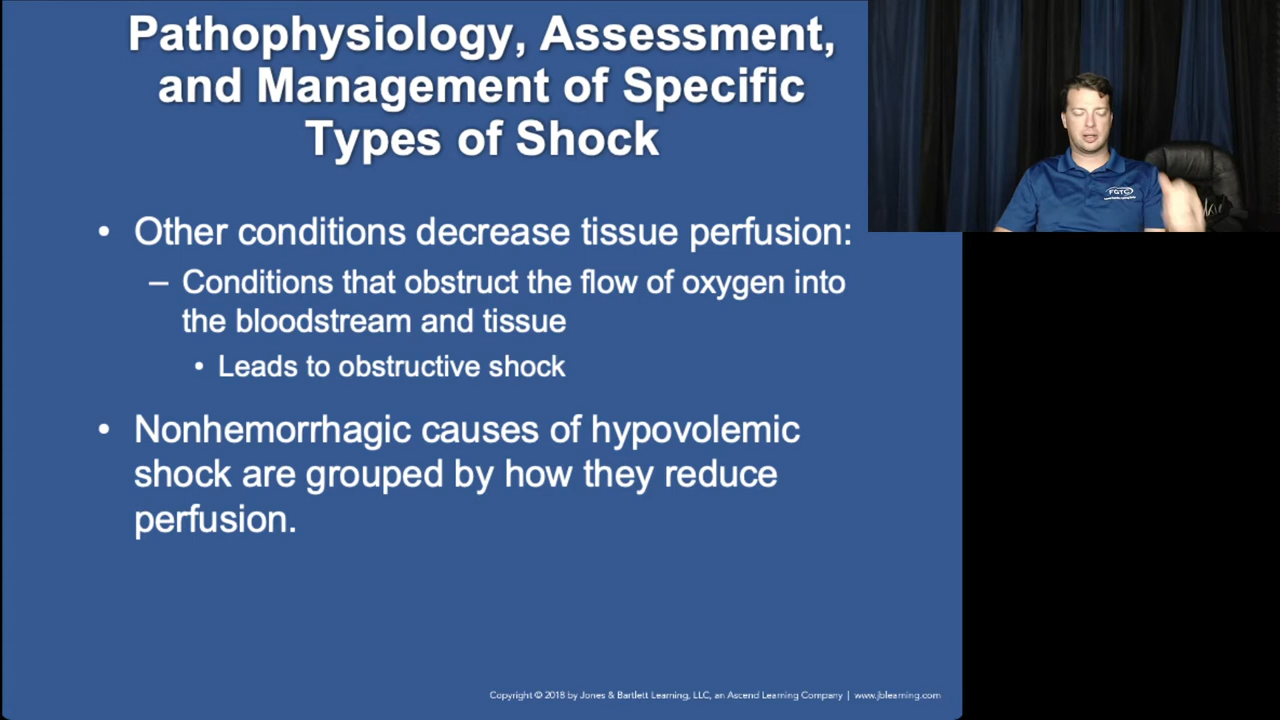 Pathophysiology, Assessment,
and Management of Specific
Types of Shock
• Other conditions decrease tissue perfusion:
– Conditions that obstruct the flow of oxygen into
the bloodstream and tissue
• Leads to obstructive shock
• Nonhemorrhagic causes of hypovolemic
shock are grouped by how they reduce
perfusion.
Copyright © 2018 by Jones & Bartlett Learning, LLC, an Ascend Learning Company | www.jblearning.com
FGTC